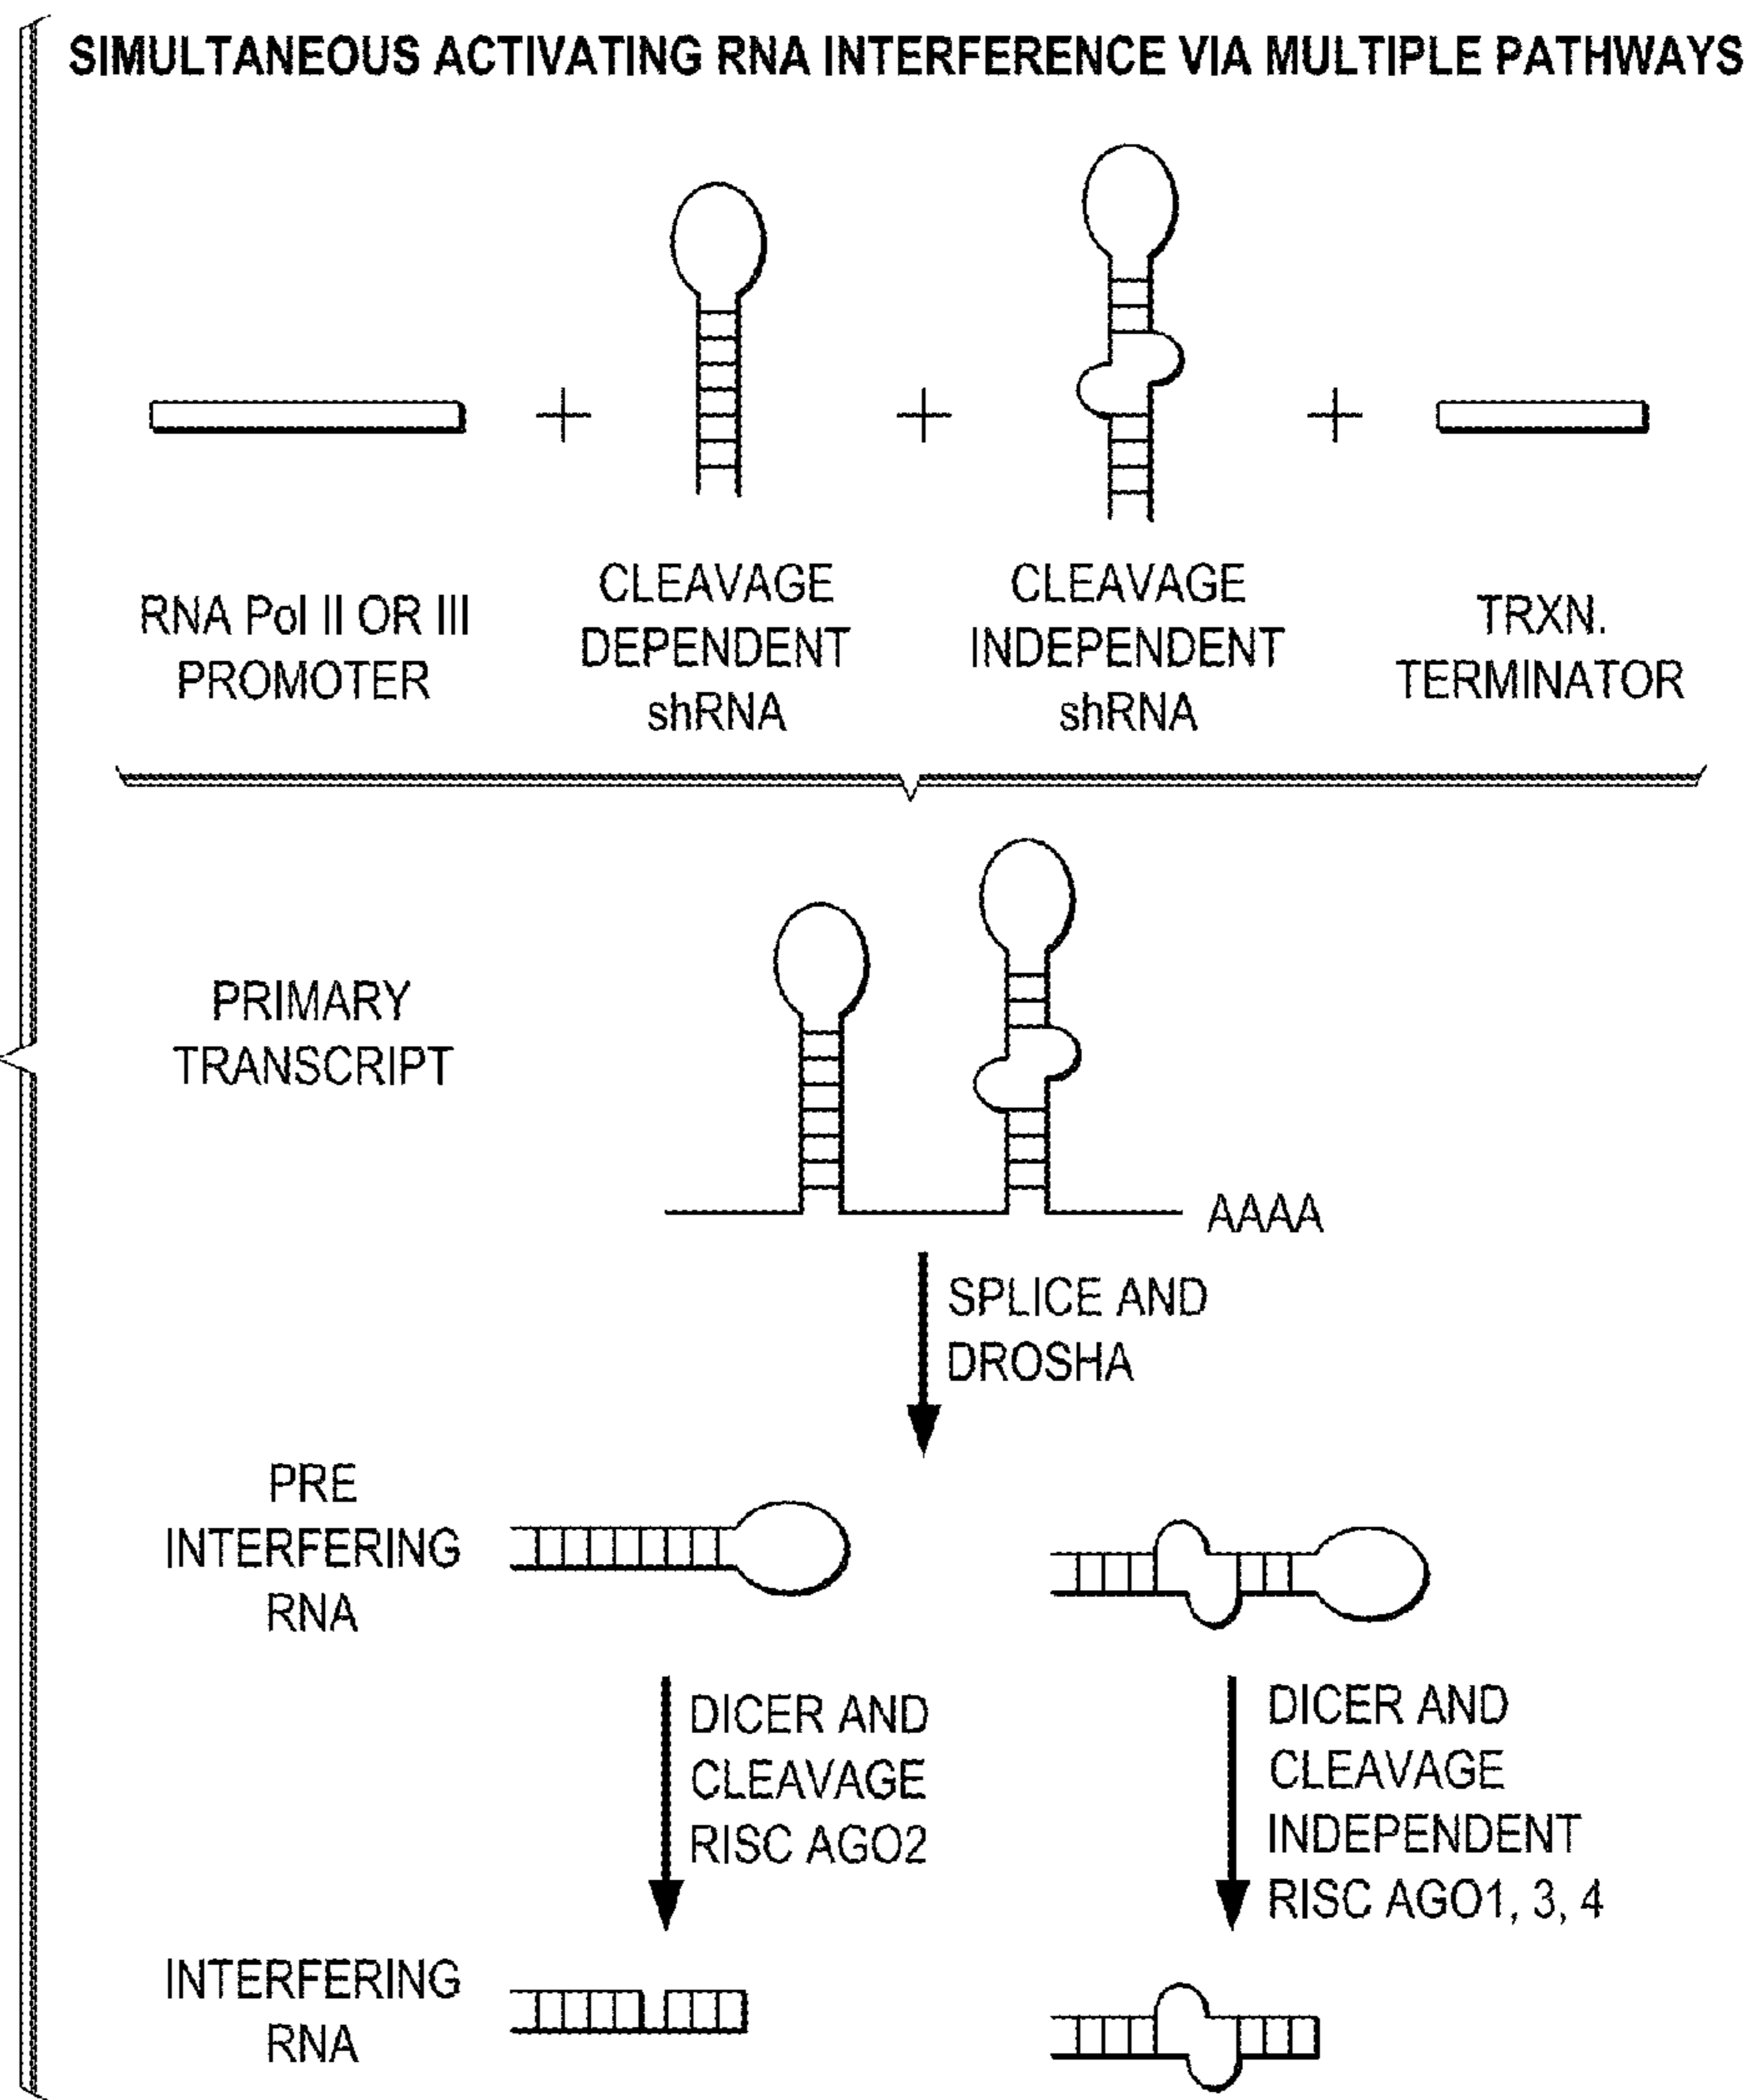 SIMULTANEOUS ACTIVATING RNA INTERFERENCE VIA MULTIPLE PATHWAYS
RNA Pol II OR III
PROMOTER
CLEAVAGE
DEPENDENT
shRNA
CLEAVAGE
INDEPENDENT
shRNA
TRXN.
TERMINATOR
PRIMARY
TRANSCRIPT
AAAA
SPLICE AND
DROSHA
PRE
INTERFERING
RNA
DICER AND
CLEAVAGE
RISC AGO2
DICER AND
CLEAVAGE
INDEPENDENT
RISC AGO1, 3, 4
INTERFERING
RNA